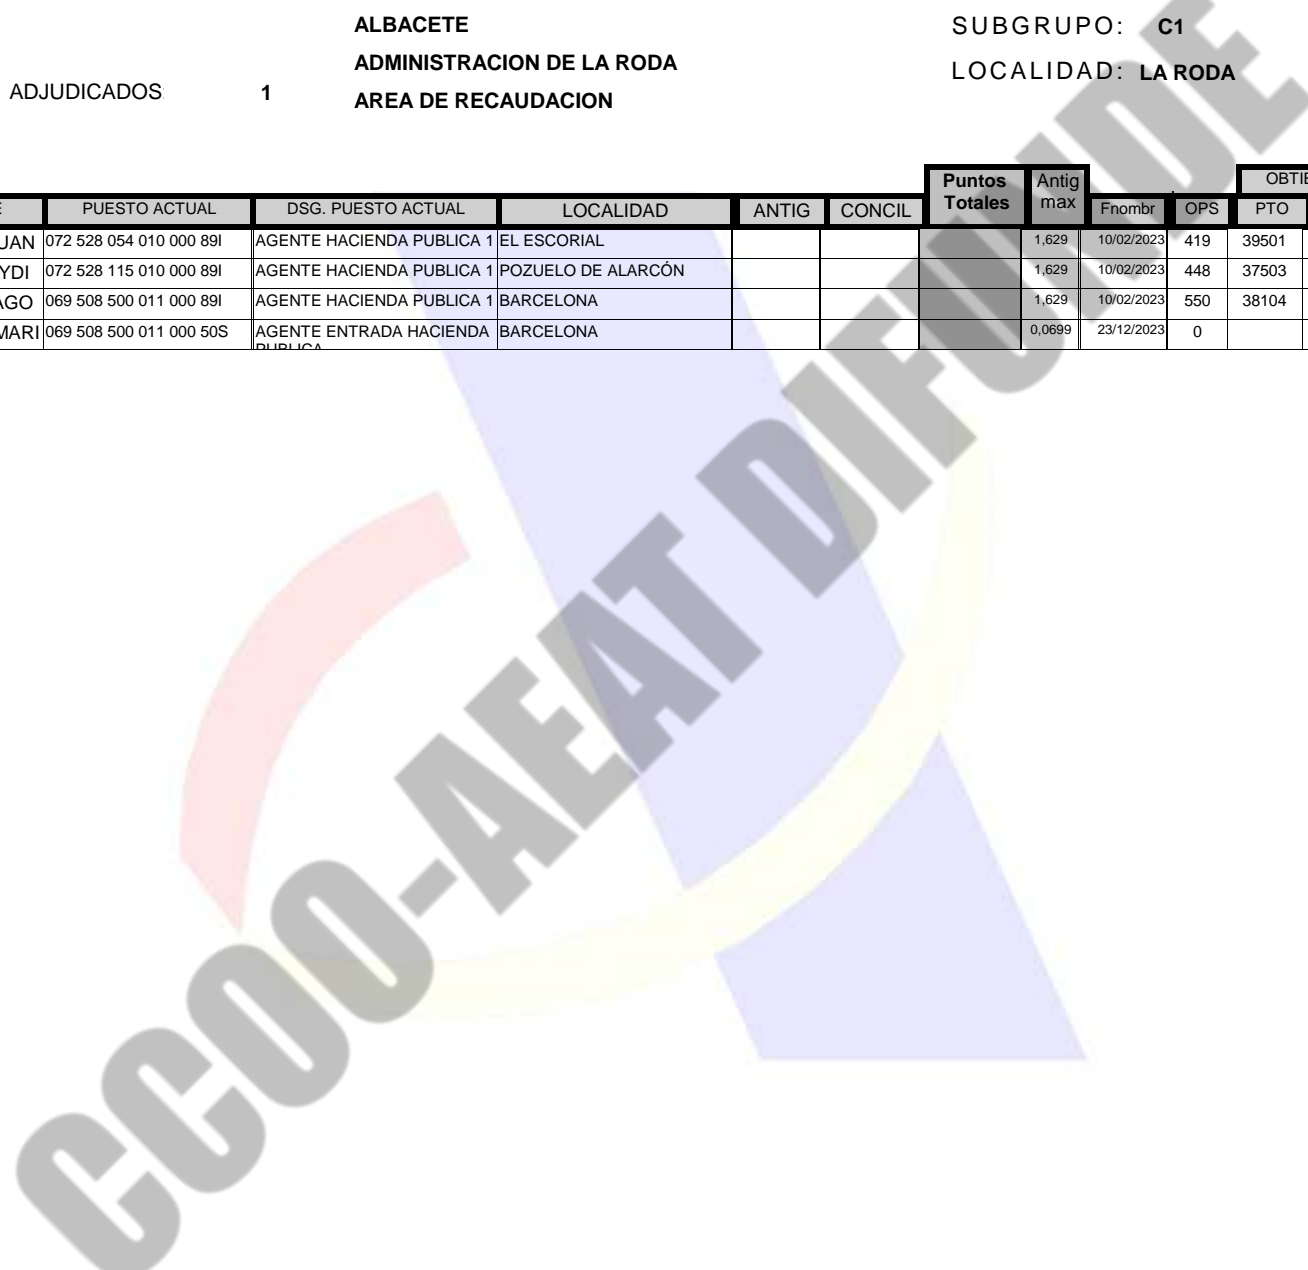 ALBACETE
SUBGRUPO: C1
ADMINISTRACION DE LA RODA
LOCALIDAD: LA RODA
ADJUDICADOS: 1
AREA DE RECAUDACION
Puntos Totales Antig max OBTIE
E PUESTO ACTUAL DSG. PUESTO ACTUAL LOCALIDAD ANTIG CONCIL Fnombr OPS PTO
UAN 072 528 054 010 000 89I AGENTE HACIENDA PUBLICA 1 EL ESCORIAL 1,629 10/02/2023 419 39501
YDI 072 528 115 010 000 89I AGENTE HACIENDA PUBLICA 1 POZUELO DE ALARCÓN 1,629 10/02/2023 448 37503
AGO 069 508 500 011 000 89I AGENTE HACIENDA PUBLICA 1 BARCELONA 1,629 10/02/2023 550 38104
MARI 069 508 500 011 000 50S AGENTE ENTRADA HACIENDA PUBLICA BARCELONA 0,0699 23/12/2023 0
CCOO-AEAT DIFUNDE